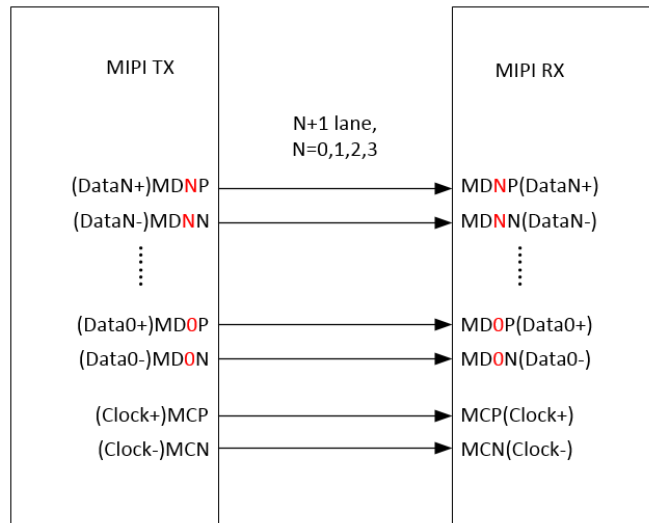 MIPI TX
MIPI RX
N+1 lane,
N=0,1,2,3
(DataN+)MDNP
MDNP(DataN+)
(DataN-)MDNN
MDNN(DataN-)
(Data0+)MD0P
MD0P(Data0+)
(Data0-)MD0N
MD0N(Data0-)
(Clock+)MCP
MCP(Clock+)
(Clock-)MCN
MCN(Clock-)